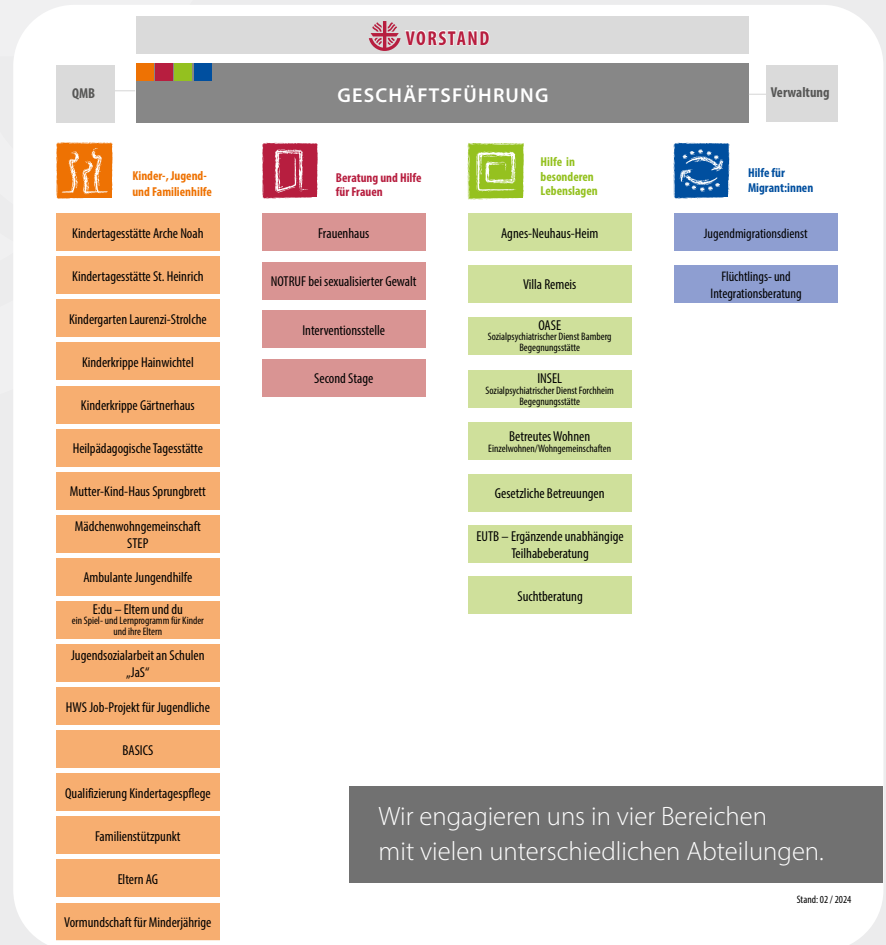 VORSTAND
QMB
GESCHÄFTSFÜHRUNG
Verwaltung
Kinder-, Jugend-
und Familienhilfe
Kindertagesstätte Arche Noah
Kindertagesstätte St. Heinrich
Kindergarten Laurenzi-Strolche
Kinderkrippe Hainwichtel
Kinderkrippe Gärtnerhaus
Heilpädagogische Tagesstätte
Mutter-Kind-Haus Sprungbrett
Mädchenwohngemeinschaft
STEP
Ambulante Jungendhilfe
E:du – Eltern und du
ein Spiel- und Lernprogramm für Kinder
und ihre Eltern
Jugendsozialarbeit an Schulen
„JaS“
HWS Job-Projekt für Jugendliche
BASICS
Qualifizierung Kindertagespflege
Familienstützpunkt
Eltern AG
Vormundschaft für Minderjährige
Beratung und Hilfe
für Frauen
Frauenhaus
NOTRUF bei sexualisierter Gewalt
Interventionsstelle
Second Stage
Hilfe in
besonderen
Lebenslagen
Agnes-Neuhaus-Heim
Villa Remeis
OASE
Sozialpsychiatrischer Dienst Bamberg
Begegnungsstätte
INSEL
Sozialpsychiatrischer Dienst Forchheim
Begegnungsstätte
Betreutes Wohnen
Einzelwohnen/Wohngemeinschaften
Gesetzliche Betreuungen
EUTB – Ergänzende unabhängige
Teilhabeberatung
Suchtberatung
Hilfe für
Migrant:innen
Jugendmigrationsdienst
Flüchtlings- und
Integrationsberatung
Wir engagieren uns in vier Bereichen
mit vielen unterschiedlichen Abteilungen.
Stand: 02 / 2024